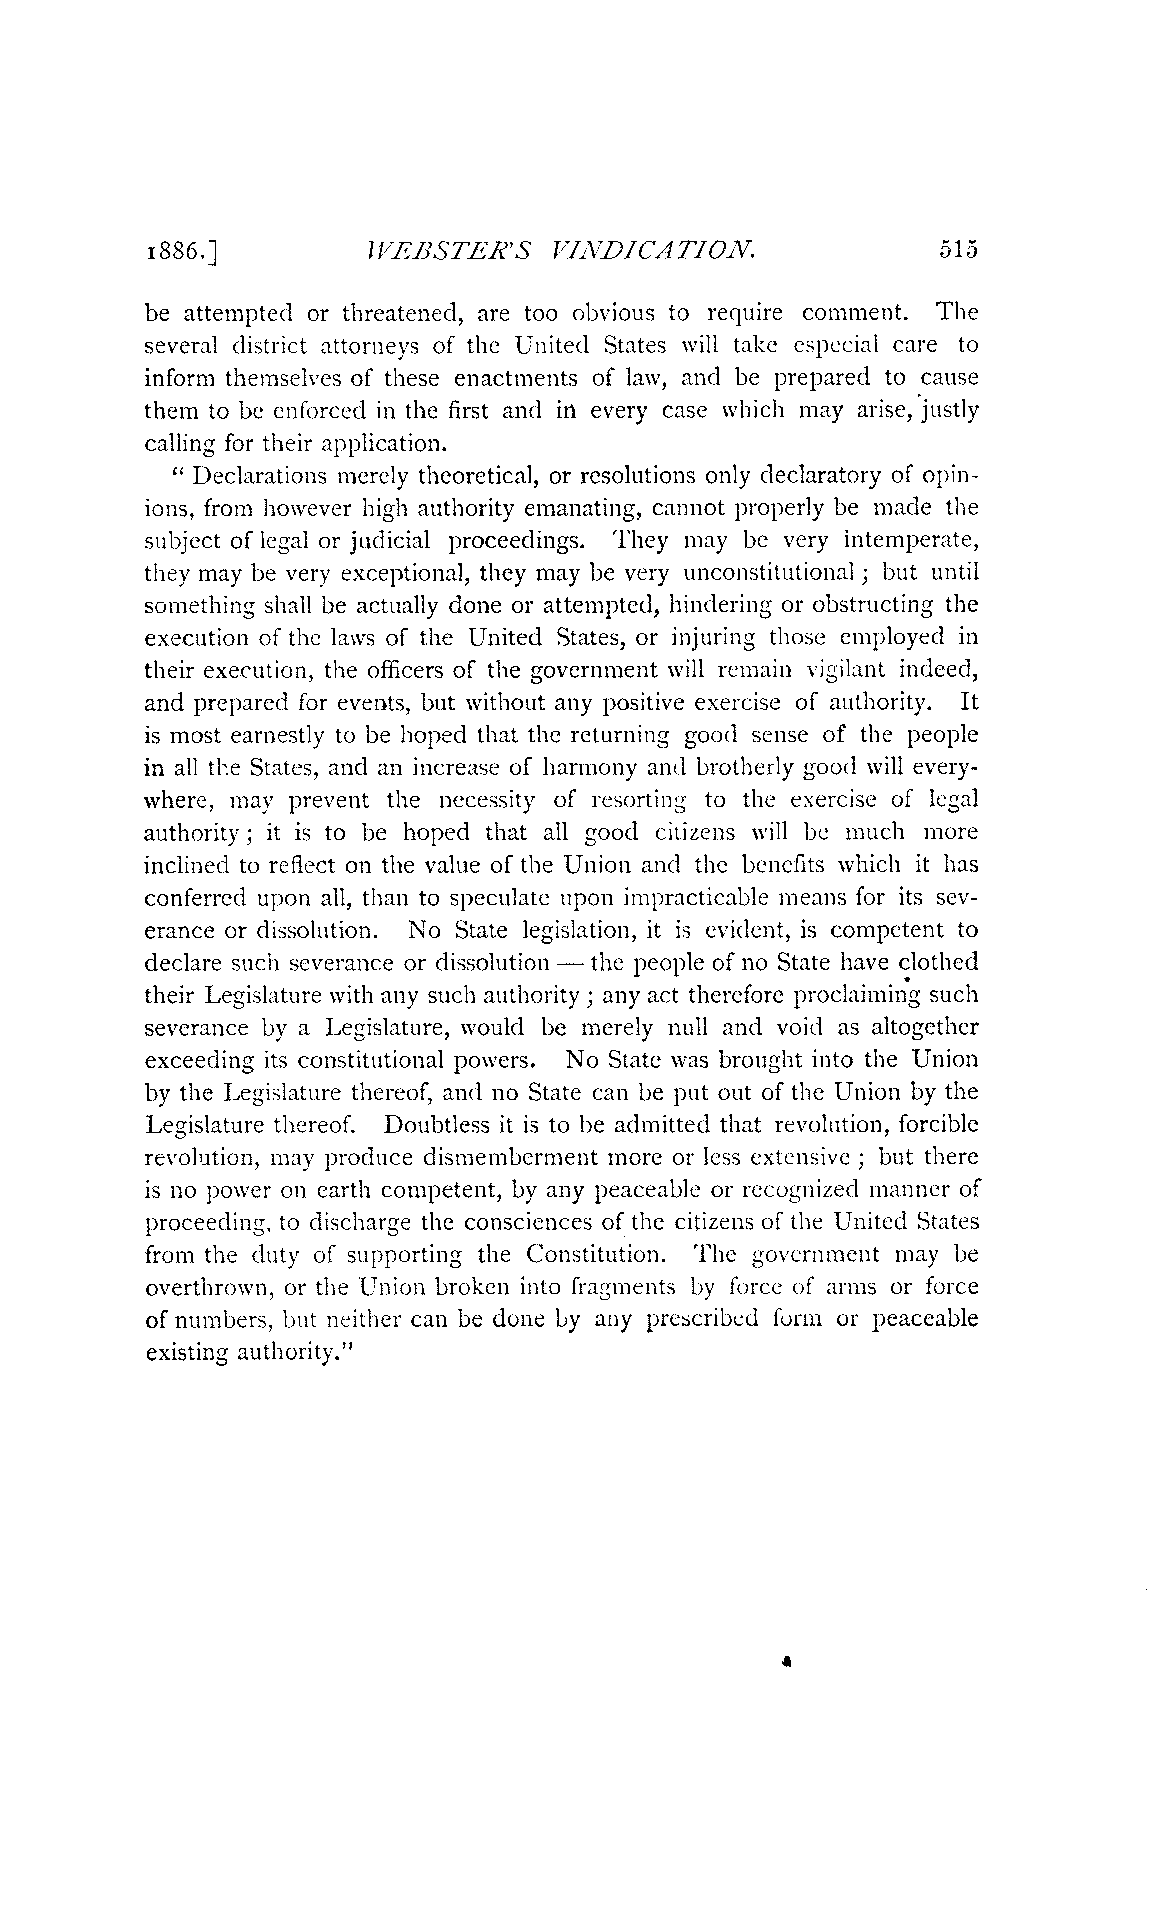 1886.] WEBSTER'S VINDICATION. 515
be attempted or threatened, are too obvious to require comment. The
several district attorneys of the United States will take especial care to
inform themselves of these enactments of law, and be prepared to cause
them to be enforced in the first and in every case which may arise, justly
calling for their application.
“ Declarations merely theoretical, or resolutions only declaratory of opin-
ions, from however high authority emanating, cannot properly be made the
subject of legal or judicial proceedings. They may be very intemperate,
they may be very exceptional, they may be very unconstitutional ; but until
something shall be actually done or attempted, hindering or obstructing the
execution of the laws of the United States, or injuring those employed in
their execution, the officers of the government will remain vigilant indeed,
and prepared for events, but without any positive exercise of authority. It
is most earnestly to be hoped that the returning good sense of the people
in all the States, and an increase of harmony and brotherly good will every-
where, may prevent the necessity of resorting to the exercise of legal
authority ; it is to be hoped that all good citizens will be much more
inclined to reflect on the value of the Union and the benefits which it has
conferred upon all, than to speculate upon impracticable means for its sev-
erance or dissolution. No State legislation, it is evident, is competent to
declare such severance or dissolution — the people of no State have clothed
their Legislature with any such authority ; any act therefore proclaiming such
severance by a Legislature, would be merely null and void as altogether
exceeding its constitutional powers. No State was brought into the Union
by the Legislature thereof, and no State can be put out of the Union by the
Legislature thereof. Doubtless it is to be admitted that revolution, forcible
revolution, may produce dismemberment more or less extensive ; but there
is no power on earth competent, by any peaceable or recognized manner of
proceeding, to discharge the consciences of the citizens of the United States
from the duty of supporting the Constitution. The government may be
overthrown, or the Union broken into fragments by force of arms or force
of numbers, but neither can be done by any prescribed form or peaceable
existing authority.”